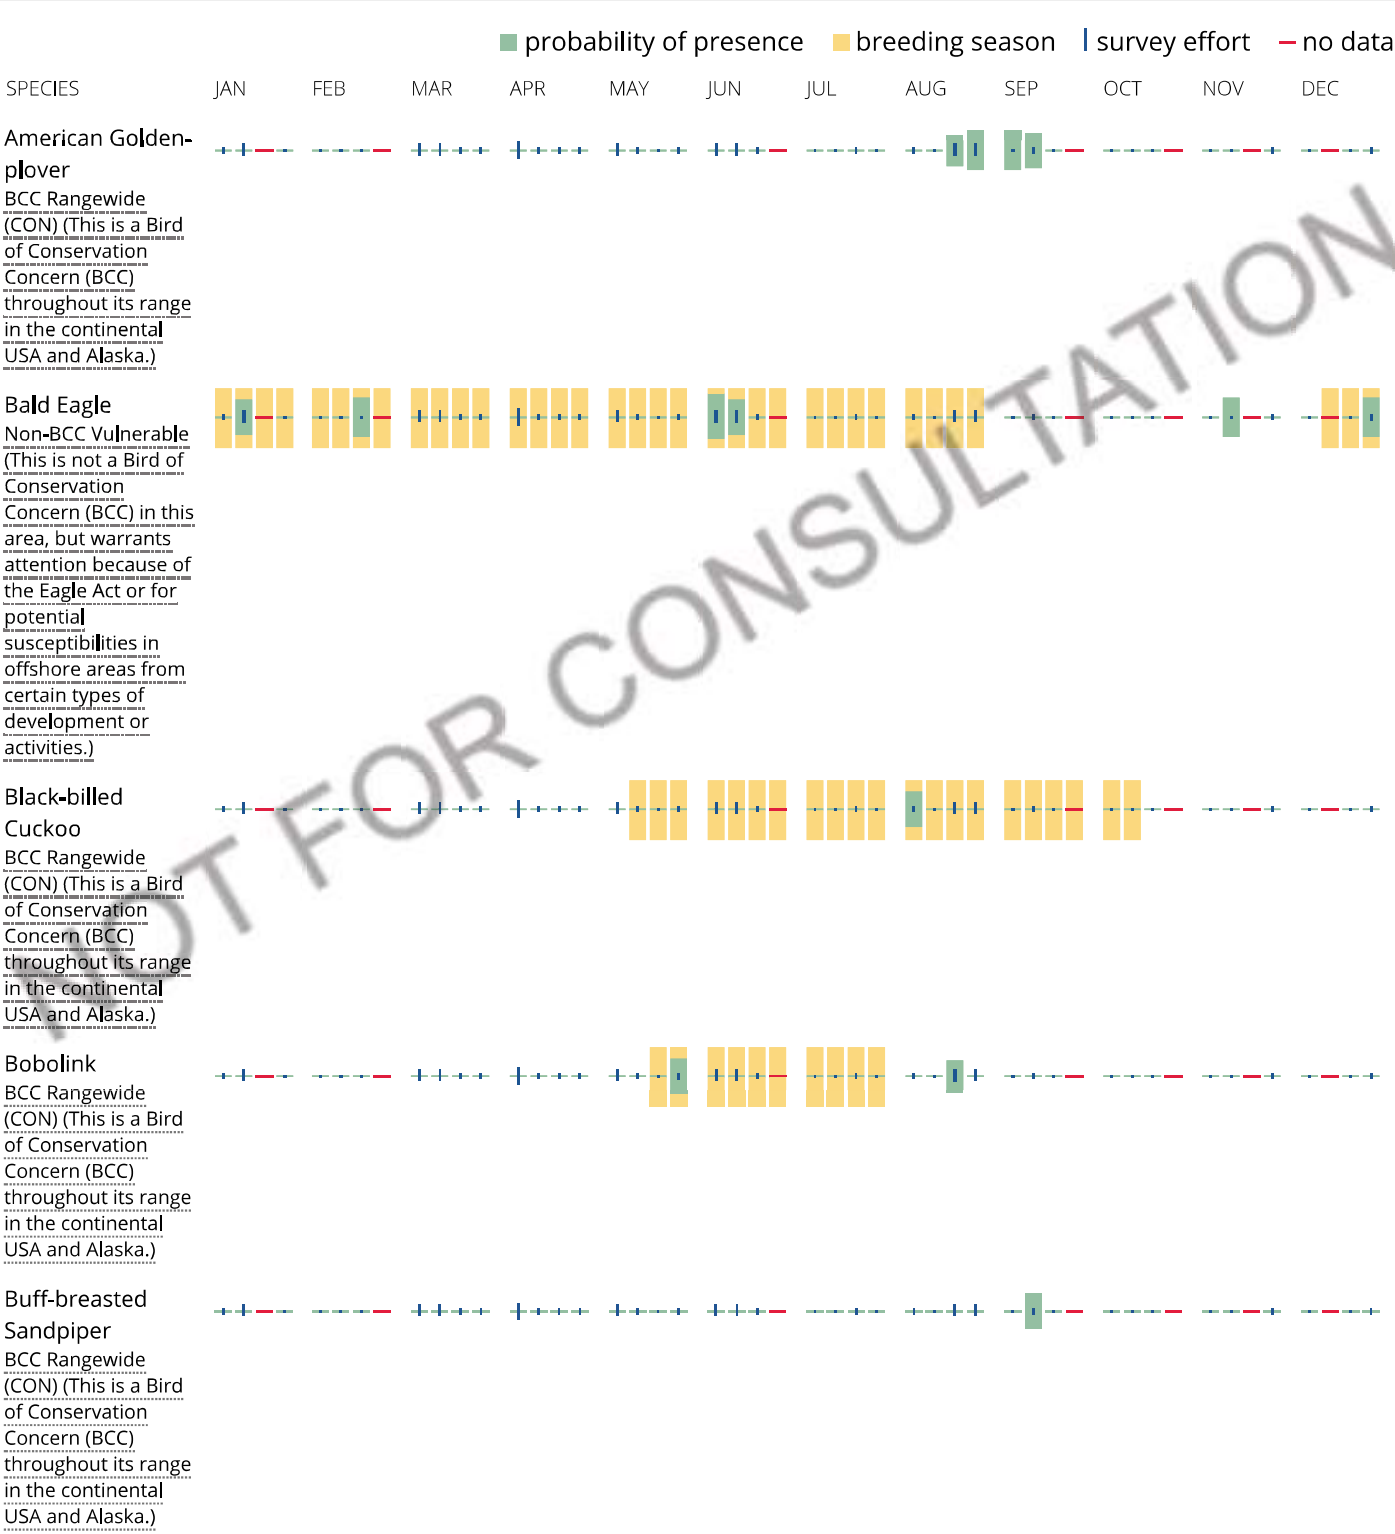 probability of presence breeding season survey effort no data
SPECIES JAN FEB MAR APR MAY JUN JUL AUG SEP OCT NOV DEC
American Golden-
plover
BCC Rangewide
(CON) (This is a Bird
of Conservation
Concern (BCC)
throughout its range
in the continental
USA and Alaska.)
Bald Eagle
Non-BCC Vulnerable
(This is not a Bird of
Conservation
Concern (BCC) in this
area, but warrants
attention because of
the Eagle Act or for
potential
susceptibilities in
offshore areas from
certain types of
development or
activities.)
Black-billed
Cuckoo
BCC Rangewide
(CON) (This is a Bird
of Conservation
Concern (BCC)
throughout its range
in the continental
USA and Alaska.)
Bobolink
BCC Rangewide
(CON) (This is a Bird
of Conservation
Concern (BCC)
throughout its range
in the continental
USA and Alaska.)
Buff-breasted
Sandpiper
BCC Rangewide
(CON) (This is a Bird
of Conservation
Concern (BCC)
throughout its range
in the continental
USA and Alaska.)
NOT FOR CONSULTATION